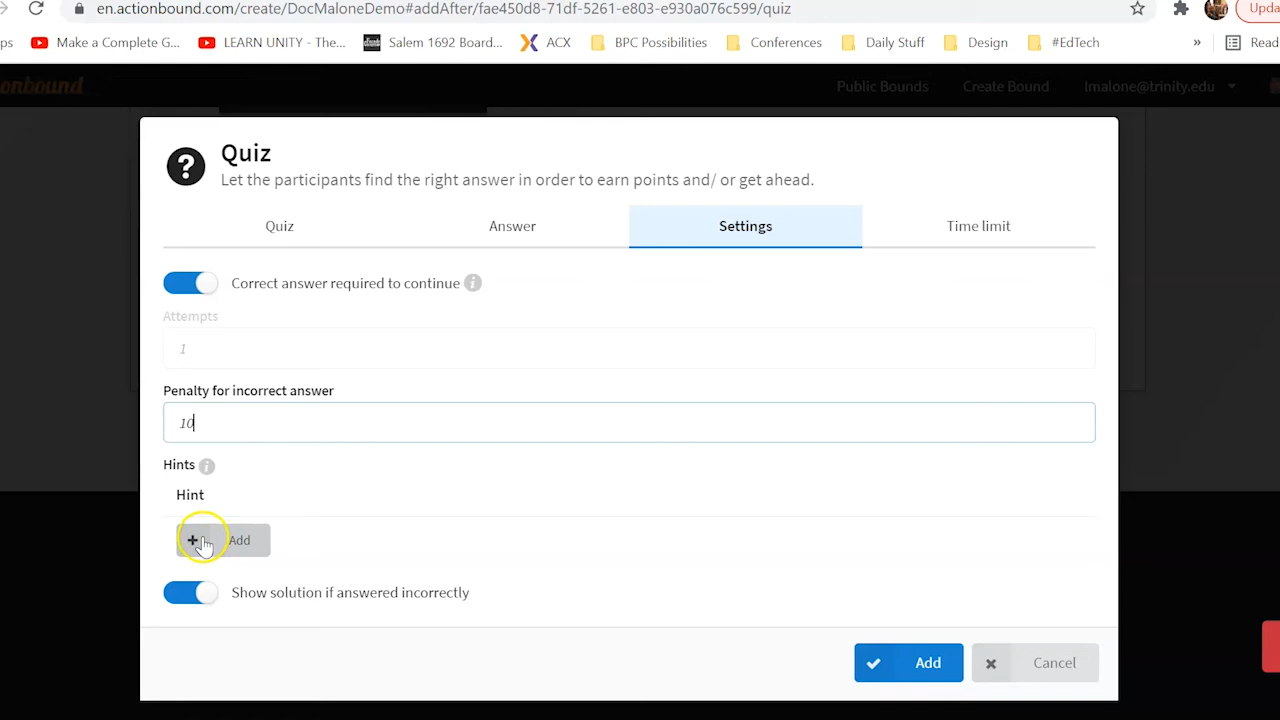 en.actionbound.com/create/DocMaloneDemo#addAfter/fae450d8-71df-5261-e803-e930a076c599/quiz
Upda
ps Make a Complete G... LEARN UNITY - The... Salem 1692 Board... ACX BPC Possibilities Conferences Daily Stuff Design #EdTech » Read
onbound Public Bounds Create Bound lmalone@trinity.edu
Quiz
Let the participants find the right answer in order to earn points and/ or get ahead.
Quiz Answer Settings Time limit
Correct answer required to continue
Attempts
1
Penalty for incorrect answer
10
Hints
Hint
+ Add
Show solution if answered incorrectly
Add Cancel